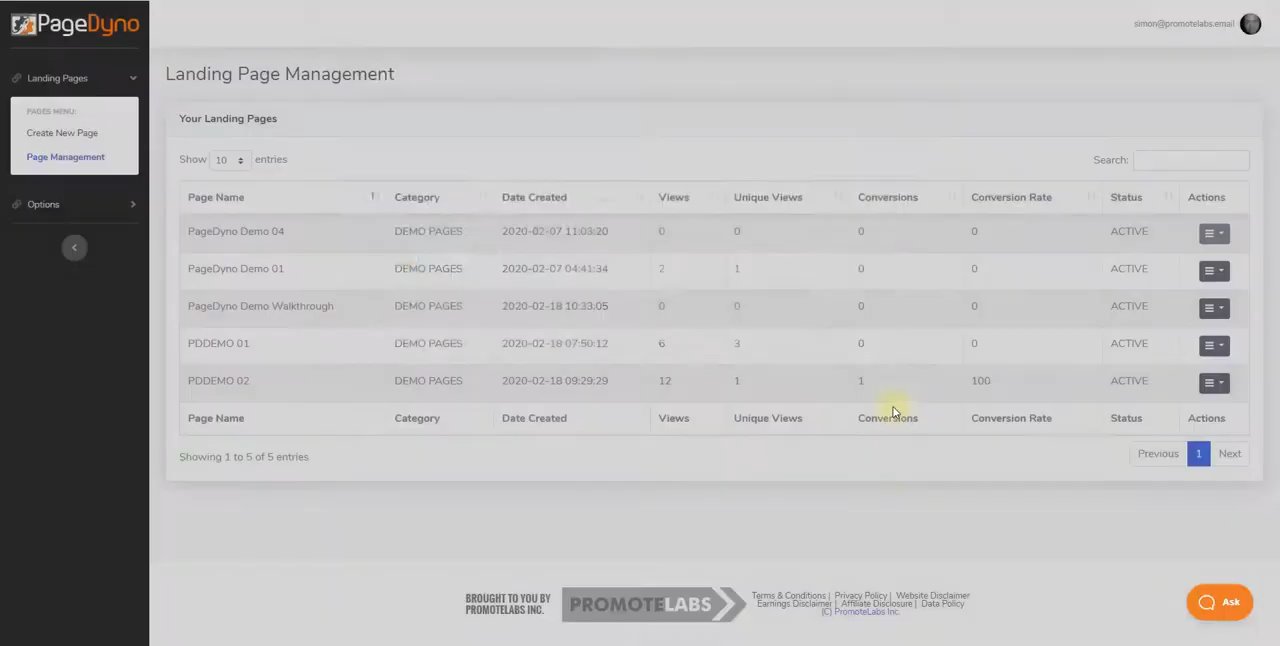 PageDyno
simon@promotelabs.email
Landing Pages
PAGES MENU:
Create New Page
Page Management
Options
Landing Page Management
Your Landing Pages
Show 10 entries
Search:
Page Name Category Date Created Views Unique Views Conversions Conversion Rate Status Actions
PageDyno Demo 04 DEMO PAGES 2020-02-07 11:03:20 0 0 0 0 ACTIVE
PageDyno Demo 01 DEMO PAGES 2020-02-07 04:41:34 2 1 0 0 ACTIVE
PageDyno Demo Walkthrough DEMO PAGES 2020-02-18 10:33:05 0 0 0 0 ACTIVE
PDDEMO 01 DEMO PAGES 2020-02-18 07:50:12 6 3 0 0 ACTIVE
PDDEMO 02 DEMO PAGES 2020-02-18 09:29:29 12 1 1 100 ACTIVE
Page Name Category Date Created Views Unique Views Conversions Conversion Rate Status Actions
Showing 1 to 5 of 5 entries
Previous 1 Next
BROUGHT TO YOU BY
PROMOTELABS INC.
PROMOTELABS
Terms & Conditions | Privacy Policy | Website Disclaimer
Earnings Disclaimer | Affiliate Disclosure | Data Policy
(C) PromoteLabs Inc.
Ask